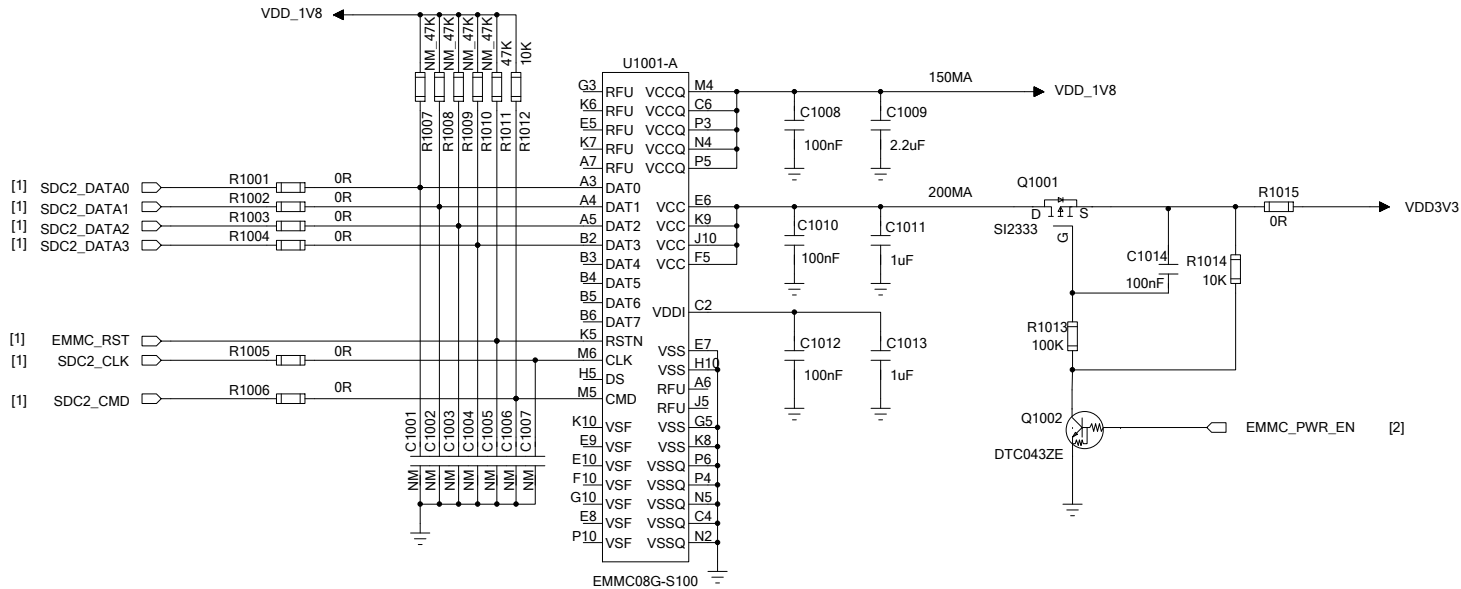 VDD_1V8
NM_47K
NM_47K
NM_47K
NM_47K
47K
10K
R1007
R1008
R1009
R1010
R1011
R1012
[1] SDC2_DATA0 R1001 0R
[1] SDC2_DATA1 R1002 0R
[1] SDC2_DATA2 R1003 0R
[1] SDC2_DATA3 R1004 0R
[1] EMMC_RST
[1] SDC2_CLK R1005 0R
[1] SDC2_CMD R1006 0R
C1001
C1002
C1003
C1004
C1005
C1006
C1007
NM
NM
NM
NM
NM
NM
NM
U1001-A
G3 RFU VCCQ M4
K6 RFU VCCQ C6
E5 RFU VCCQ P3
K7 RFU VCCQ N4
A7 RFU VCCQ P5
A3 DAT0
A4 DAT1 VCC E6
A5 DAT2 VCC K9
B2 DAT3 VCC J10
B3 DAT4 VCC F5
B4 DAT5
B5 DAT6 VDDI C2
B6 DAT7
K5 RSTN VSS E7
M6 CLK VSS H10
H5 DS RFU A6
M5 CMD RFU J5
K10 VSF VSS G5
E9 VSF VSS K8
E10 VSF VSSQ P6
F10 VSF VSSQ P4
G10 VSF VSSQ N5
E8 VSF VSSQ C4
P10 VSF VSSQ N2
EMMC08G-S100
150MA
VDD_1V8
C1008
100nF
C1009
2.2uF
200MA
C1010
100nF
C1011
1uF
C1012
100nF
C1013
1uF
Q1001
D S
G
SI2333
R1015
0R
VDD3V3
C1014
100nF
R1014
10K
R1013
100K
Q1002
DTC043ZE
EMMC_PWR_EN [2]